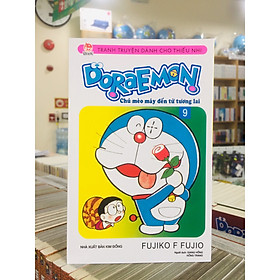 TRANH TRUYỆN DÀNH CHO THIẾU NHI
DORAEMON
Chú mèo máy đến từ tương lai
9
NHÀ XUẤT BẢN KIM ĐỒNG
FUJIKO F FUJIO